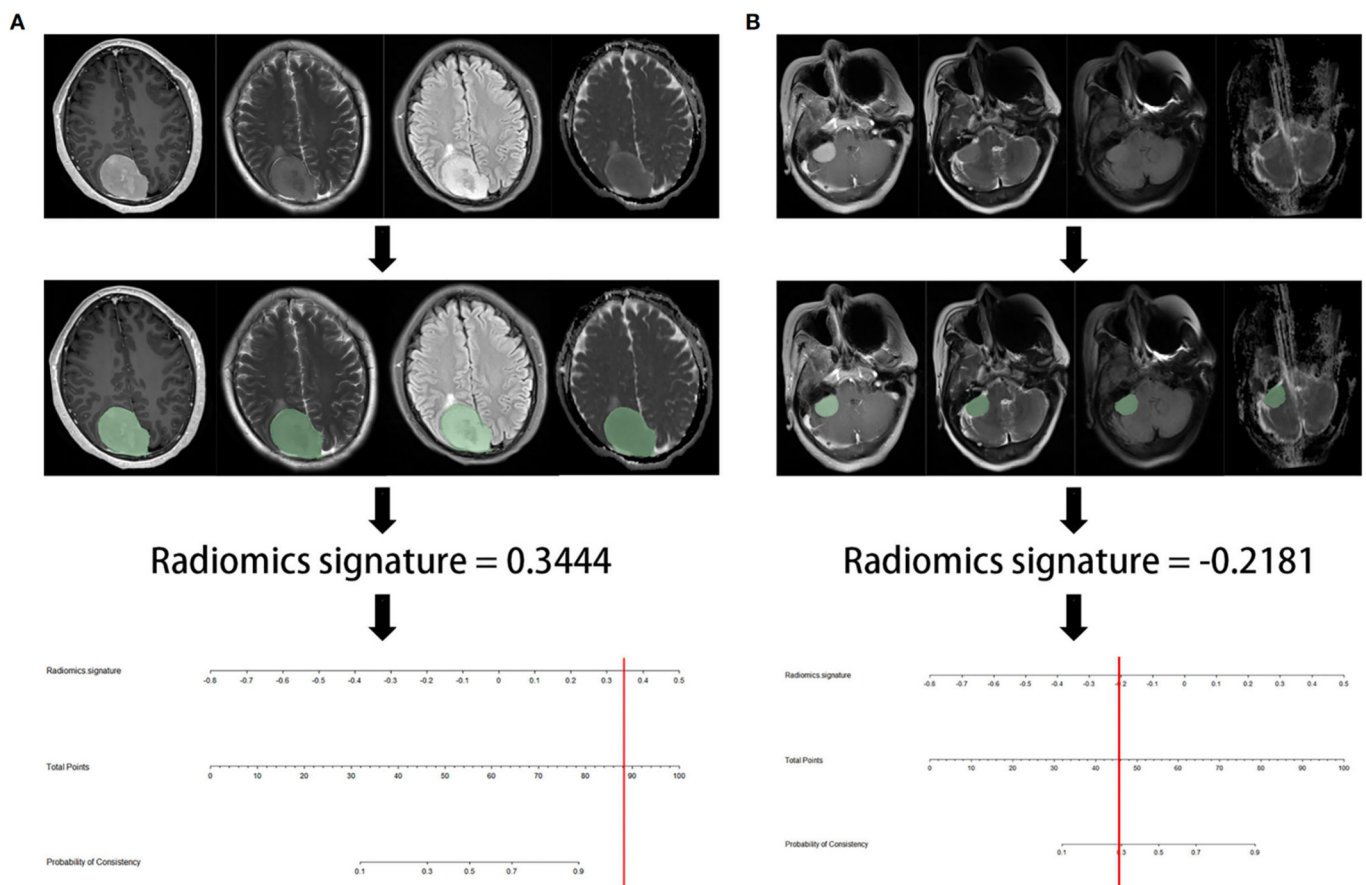 A
B
Radiomics signature = 0.3444
Radiomics signature = -0.2181
Radiomics.signature
-0.8 -0.7 -0.6 -0.5 -0.4 -0.3 -0.2 -0.1 0 0.1 0.2 0.3 0.4 0.5
Total Points
0 10 20 30 40 50 60 70 80 90 100
Probability of Consistency
0.1 0.3 0.5 0.7 0.9
Radiomics.signature
-0.8 -0.7 -0.6 -0.5 -0.4 -0.3 -0.2 -0.1 0 0.1 0.2 0.3 0.4 0.5
Total Points
0 10 20 30 40 50 60 70 80 90 100
Probability of Consistency
0.1 0.3 0.5 0.7 0.9